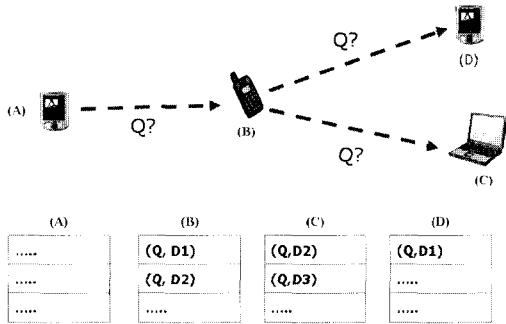 Q?
(D)
(A)
Q?
(B)
Q?
(C)
(A) (B) (C) (D)
..... (Q, D1) (Q,D2) (Q,D1)
..... (Q, D2) (Q,D3) .....
..... ..... ..... .....